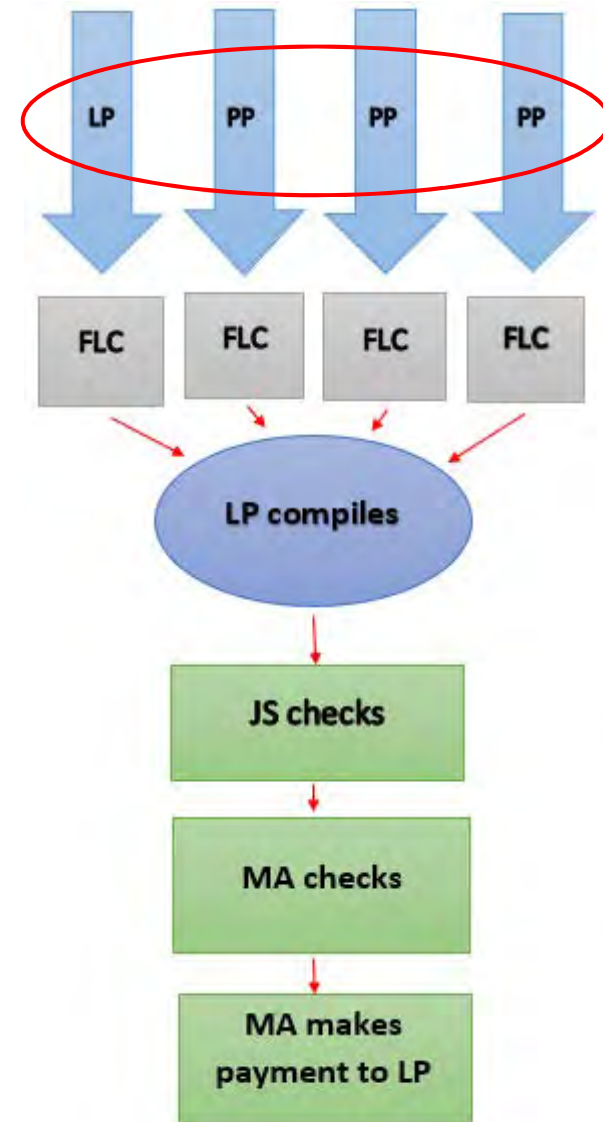 LP PP PP PP
FLC FLC FLC FLC
LP compiles
JS checks
MA checks
MA makes
payment to LP